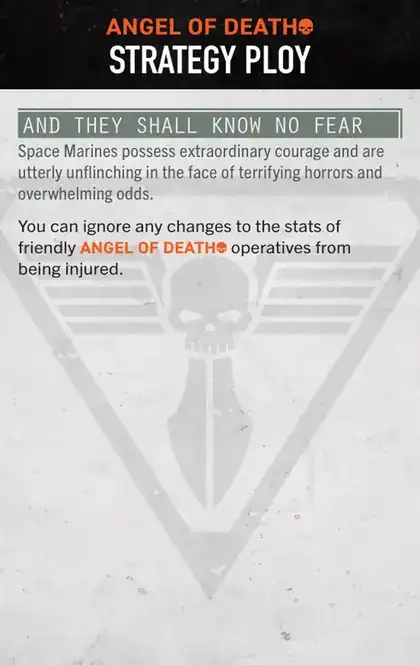 ANGEL OF DEATH
STRATEGY PLOY
AND THEY SHALL KNOW NO FEAR
Space Marines possess extraordinary courage and are
utterly unflinching in the face of terrifying horrors and
overwhelming odds.
You can ignore any changes to the stats of
friendly ANGEL OF DEATH operatives from
being injured.